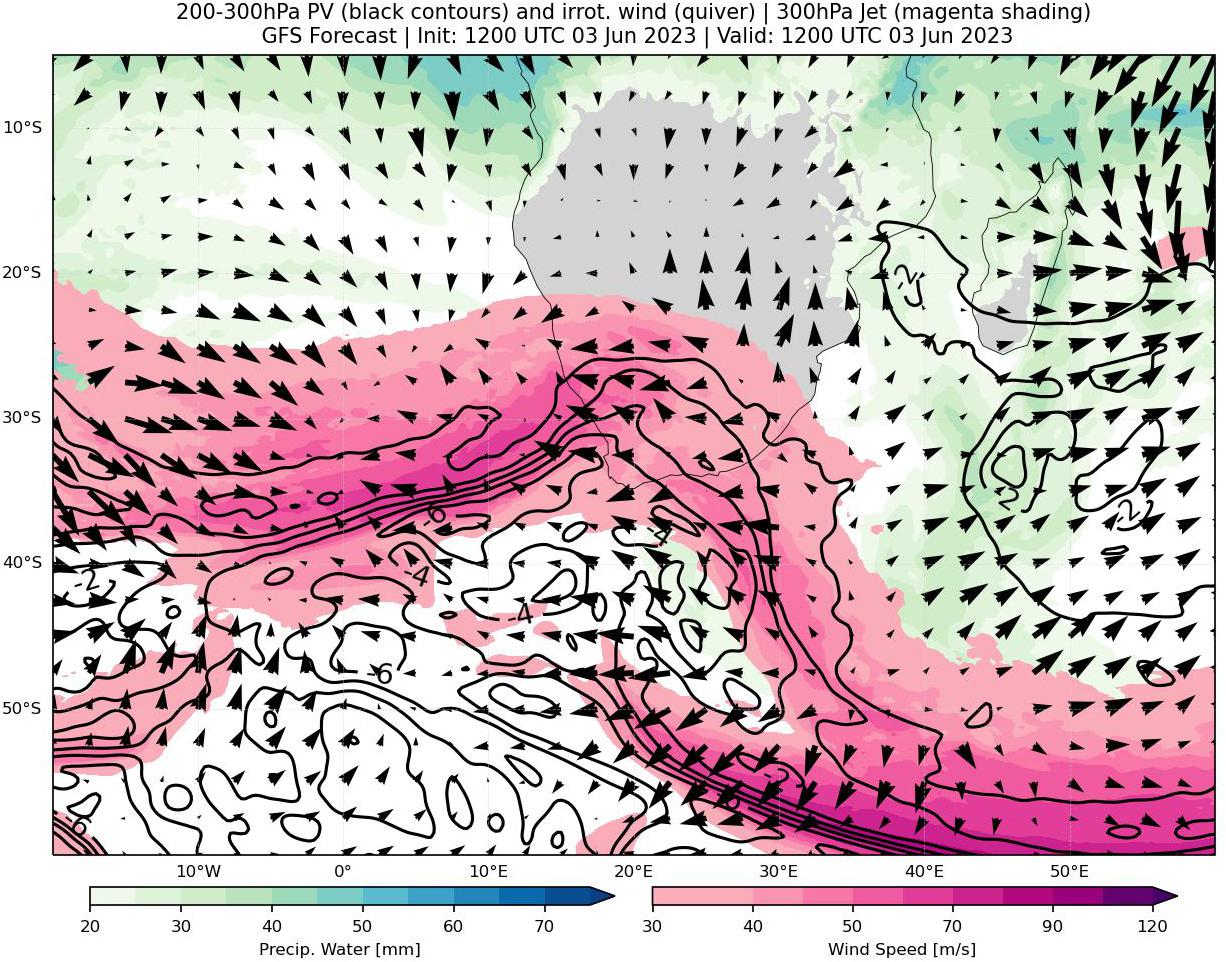 200-300hPa PV (black contours) and irrot. wind (quiver) | 300hPa Jet (magenta shading)
GFS Forecast | Init: 1200 UTC 03 Jun 2023 | Valid: 1200 UTC 03 Jun 2023
10°S
20°S
-2
30°S
-2
-2
-6
-4
40°S
-4
-2
-4
-6
50°S
-2
10°W 0° 10°E 20°E 30°E 40°E 50°E
20 30 40 50 60 70
30 40 50 70 90 120
Precip. Water [mm]
Wind Speed [m/s]